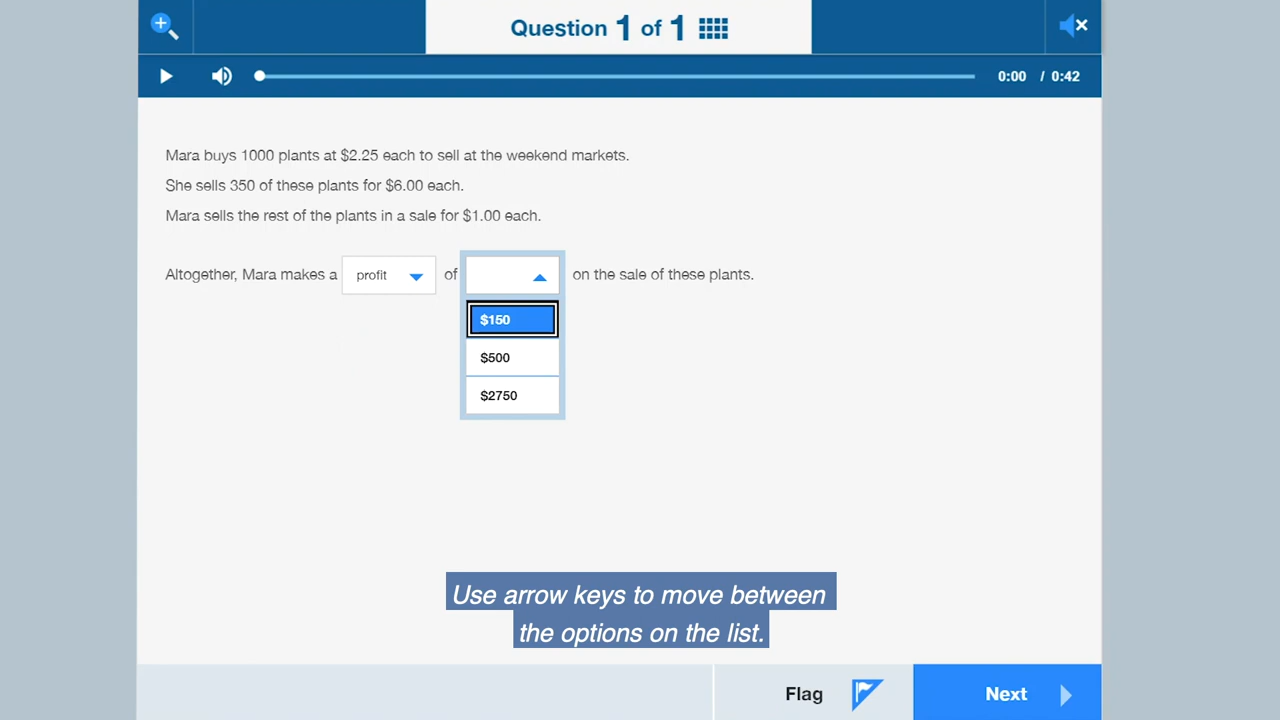 Question 1 of 1
0:00 / 0:42
Mara buys 1000 plants at $2.25 each to sell at the weekend markets.
She sells 350 of these plants for $6.00 each.
Mara sells the rest of the plants in a sale for $1.00 each.
Altogether, Mara makes a profit of on the sale of these plants.
$150
$500
$2750
Use arrow keys to move between
the options on the list.
Flag
Next